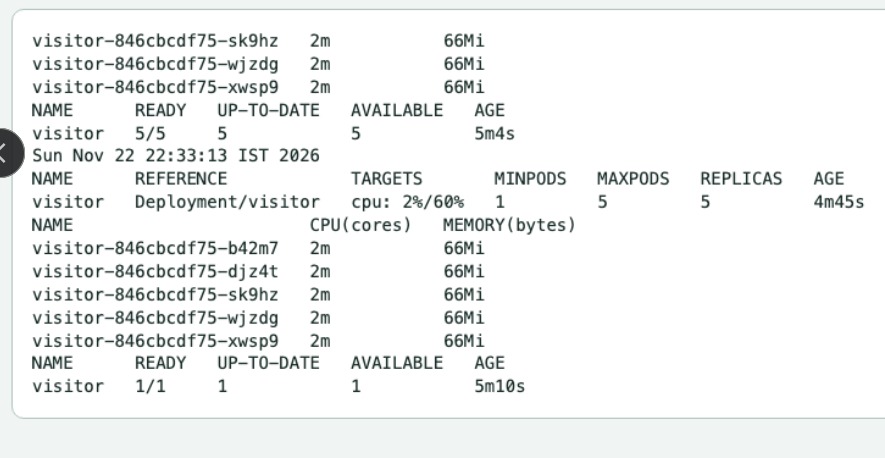 visitor-846cbcdf75-sk9hz   2m           66Mi
visitor-846cbcdf75-wjzdg   2m           66Mi
visitor-846cbcdf75-xwsp9   2m           66Mi
NAME      READY   UP-TO-DATE   AVAILABLE   AGE
visitor   5/5     5            5           5m4s
Sun Nov 22 22:33:13 IST 2026
NAME      REFERENCE            TARGETS       MINPODS   MAXPODS   REPLICAS   AGE
visitor   Deployment/visitor   cpu: 2%/60%   1         5         5          4m45s
NAME                       CPU(cores)   MEMORY(bytes)
visitor-846cbcdf75-b42m7   2m           66Mi
visitor-846cbcdf75-djz4t   2m           66Mi
visitor-846cbcdf75-sk9hz   2m           66Mi
visitor-846cbcdf75-wjzdg   2m           66Mi
visitor-846cbcdf75-xwsp9   2m           66Mi
NAME      READY   UP-TO-DATE   AVAILABLE   AGE
visitor   1/1     1            1           5m10s